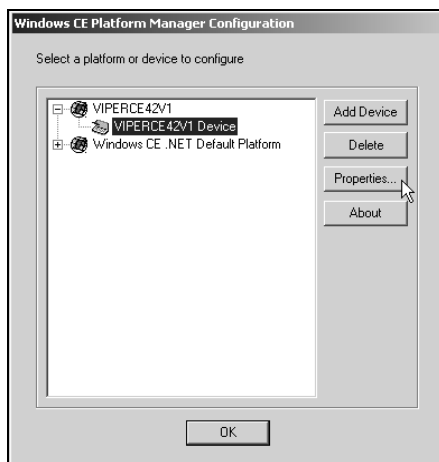 Windows CE Platform Manager Configuration
Select a platform or device to configure
VIPERCE42V1
VIPERCE42V1 Device
Windows CE .NET Default Platform
Add Device
Delete
Properties...
About
OK